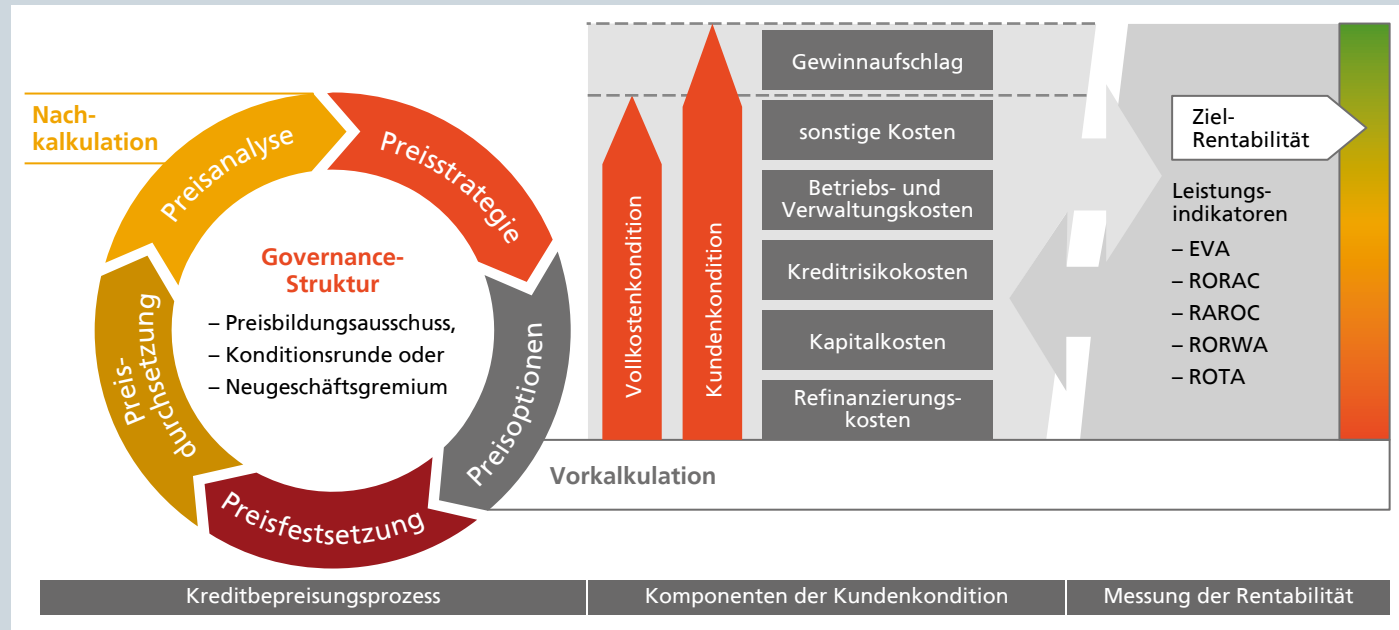 Nach-
kalkulation
Preisanalyse
Preisstrategie
Preisoptionen
Preisfestsetzung
Preis-
durchsetzung
Governance-
Struktur
– Preisbildungsausschuss,
– Konditionsrunde oder
– Neugeschäftsgremium
Vollkostenkondition
Kundenkondition
Gewinnaufschlag
sonstige Kosten
Betriebs- und
Verwaltungskosten
Kreditrisikokosten
Kapitalkosten
Refinanzierungs-
kosten
Vorkalkulation
Ziel-
Rentabilität
Leistungs-
indikatoren
– EVA
– RORAC
– RAROC
– RORWA
– ROTA
Kreditbepreisungsprozess
Komponenten der Kundenkondition
Messung der Rentabilität